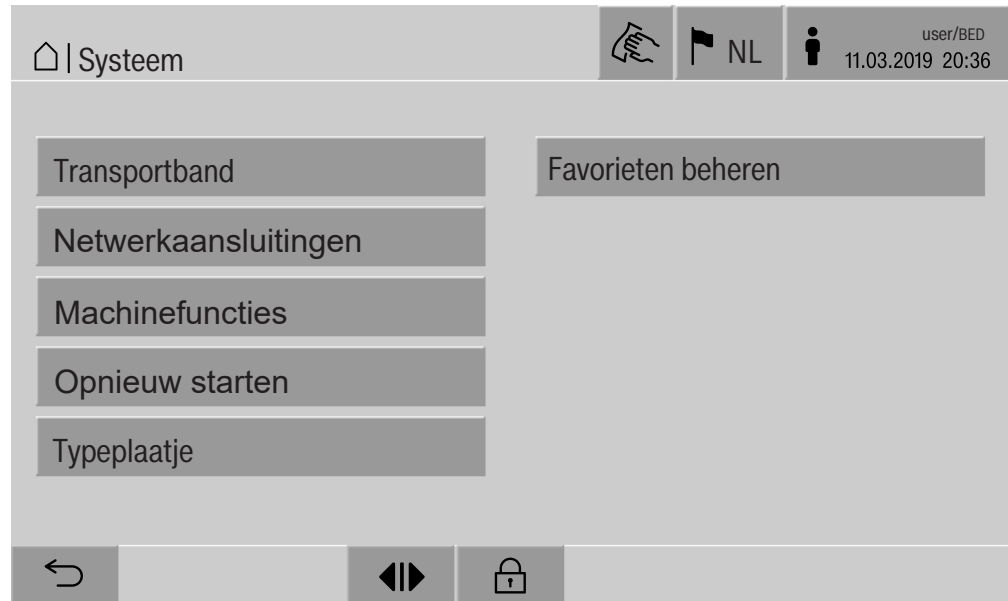 Systeem
NL
user/BED
11.03.2019 20:36
Transportband
Netwerkaansluitingen
Machinefuncties
Opnieuw starten
Typeplaatje
Favorieten beheren